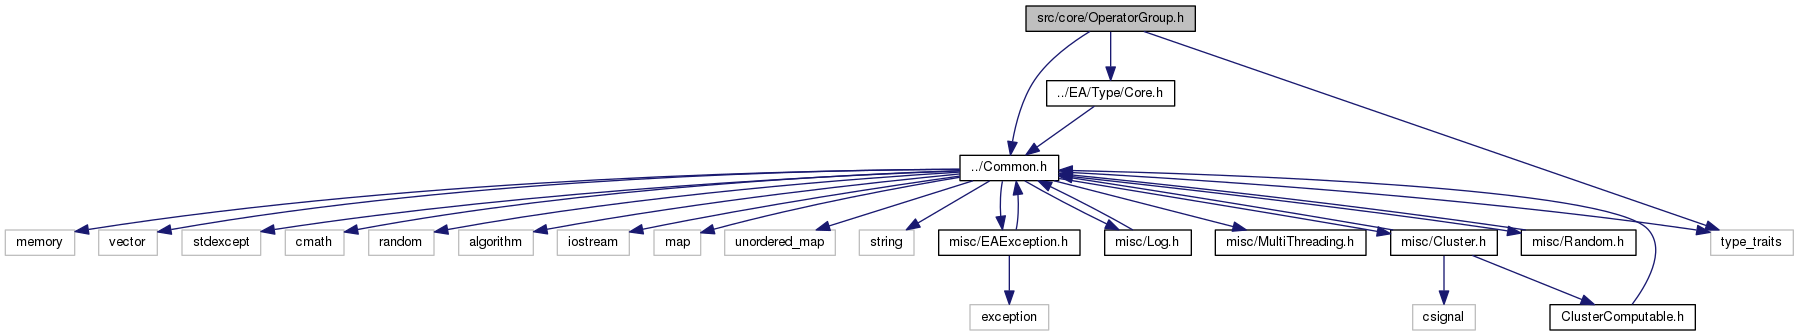 src/core/OperatorGroup.h
../EA/Type/Core.h
../Common.h
memory
vector
stdexcept
cmath
random
algorithm
iostream
map
unordered_map
string
misc/EAException.h
misc/Log.h
misc/MultiThreading.h
misc/Cluster.h
misc/Random.h
type_traits
exception
csignal
ClusterComputable.h